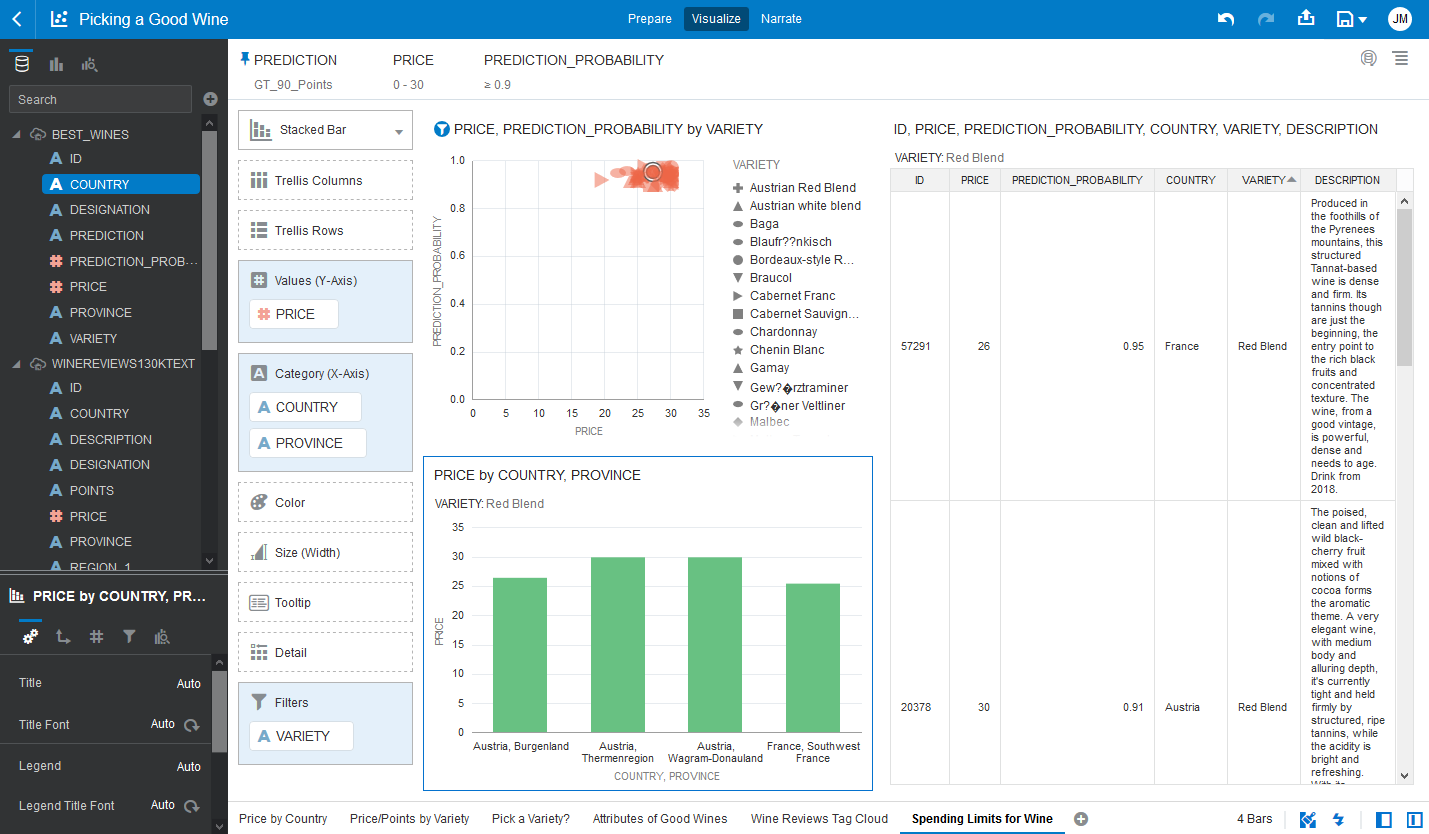 Picking a Good Wine
Prepare
Visualize
Narrate
JM
Search
BEST_WINES
ID
COUNTRY
DESIGNATION
PREDICTION
PREDICTION_PROB...
PRICE
PROVINCE
VARIETY
WINEREVIEWS130KTEXT
ID
COUNTRY
DESCRIPTION
DESIGNATION
POINTS
PRICE
PROVINCE
REGION_1
PRICE by COUNTRY, PR...
Title Auto
Title Font Auto
Legend Auto
Legend Title Font Auto
PREDICTION
GT_90_Points
PRICE
0 - 30
PREDICTION_PROBABILITY
≥ 0.9
Stacked Bar
Trellis Columns
Trellis Rows
Values (Y-Axis)
PRICE
Category (X-Axis)
COUNTRY
PROVINCE
Color
Size (Width)
Tooltip
Detail
Filters
VARIETY
PRICE, PREDICTION_PROBABILITY by VARIETY
PREDICTION_PROBABILITY
1.0
0.8
0.6
0.4
0.2
0.0
0 5 10 15 20 25 30 35
PRICE
VARIETY
Austrian Red Blend
Austrian white blend
Baga
Blaufr??nkisch
Bordeaux-style R...
Braucol
Cabernet Franc
Cabernet Sauvign...
Chardonnay
Chenin Blanc
Gamay
Gew?�rztraminer
Gr?�ner Veltliner
Malbec
PRICE by COUNTRY, PROVINCE
VARIETY: Red Blend
PRICE
35
30
25
20
15
10
5
0
Austria, Burgenland
Austria,
Thermenregion
Austria,
Wagram-Donauland
France, Southwest
France
COUNTRY, PROVINCE
ID, PRICE, PREDICTION_PROBABILITY, COUNTRY, VARIETY, DESCRIPTION
VARIETY: Red Blend
ID PRICE PREDICTION_PROBABILITY COUNTRY VARIETY DESCRIPTION
57291 26 0.95 France Red Blend
Produced in
the foothills of
the Pyrenees
mountains, this
structured
Tannat-based
wine is dense
and firm. Its
tannins though
are just the
beginning, the
entry point to
the rich black
fruits and
concentrated
texture. The
wine, from a
good vintage,
is powerful,
dense and
needs to age.
Drink from
2018.
20378 30 0.91 Austria Red Blend
The poised,
clean and lifted
wild black-
cherry fruit
mixed with
notions of
cocoa forms
the aromatic
theme. A very
elegant wine,
with medium
body and
alluring depth,
it's currently
tight and held
firmly by
structured, ripe
tannins, while
the acidity is
bright and
refreshing.
With its
Price by Country
Price/Points by Variety
Pick a Variety?
Attributes of Good Wines
Wine Reviews Tag Cloud
Spending Limits for Wine
4 Bars